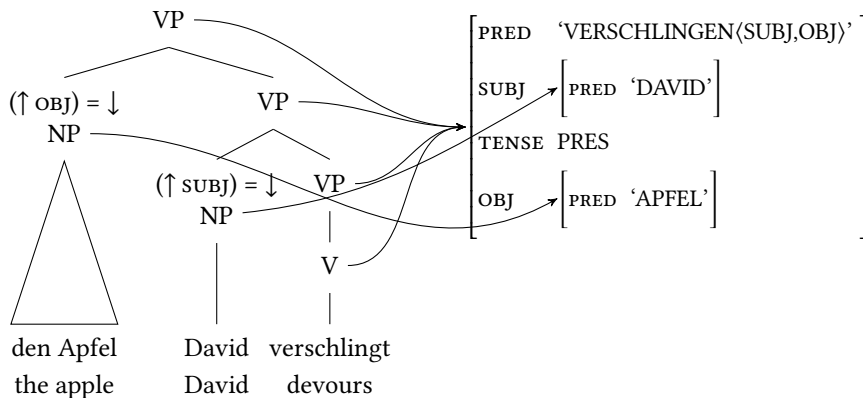 VP
PRED ‘VERSCHLINGEN⟨SUBJ,OBJ⟩’
(↑ OBJ) = ↓
VP
SUBJ [PRED ‘DAVID’]
NP
TENSE PRES
(↑ SUBJ) = ↓
VP
OBJ [PRED ‘APFEL’]
NP
V
den Apfel David verschlingt
the apple David devours